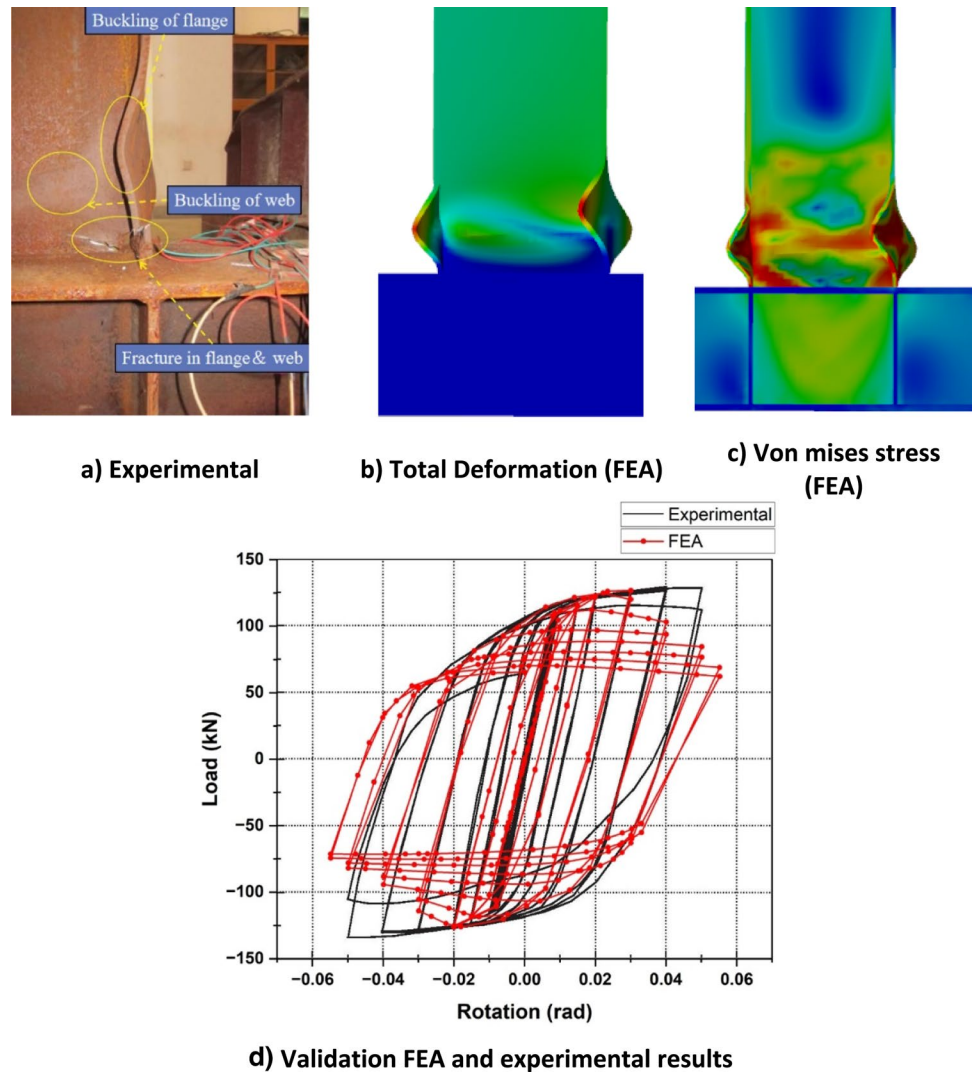 Buckling of flange
Buckling of web
Fracture in flange & web
a) Experimental
b) Total Deformation (FEA)
c) Von mises stress
(FEA)
Experimental
FEA
150
100
50
0
−50
−100
−150
Load (kN)
−0.06 −0.04 −0.02 0.00 0.02 0.04 0.06
Rotation (rad)
d) Validation FEA and experimental results